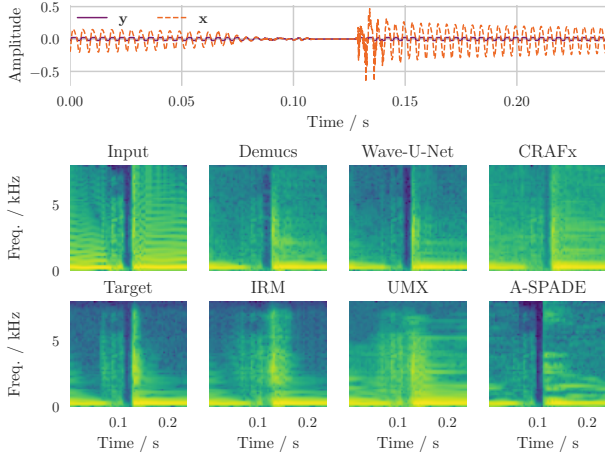 0.5
0.0
−0.5
Amplitude
y x
0.00 0.05 0.10 0.15 0.20
Time / s
Input Demucs Wave-U-Net CRAFx
5
0
Freq. / kHz
Target IRM UMX A-SPADE
5
0
Freq. / kHz
0.1 0.2 0.1 0.2 0.1 0.2 0.1 0.2
Time / s Time / s Time / s Time / s